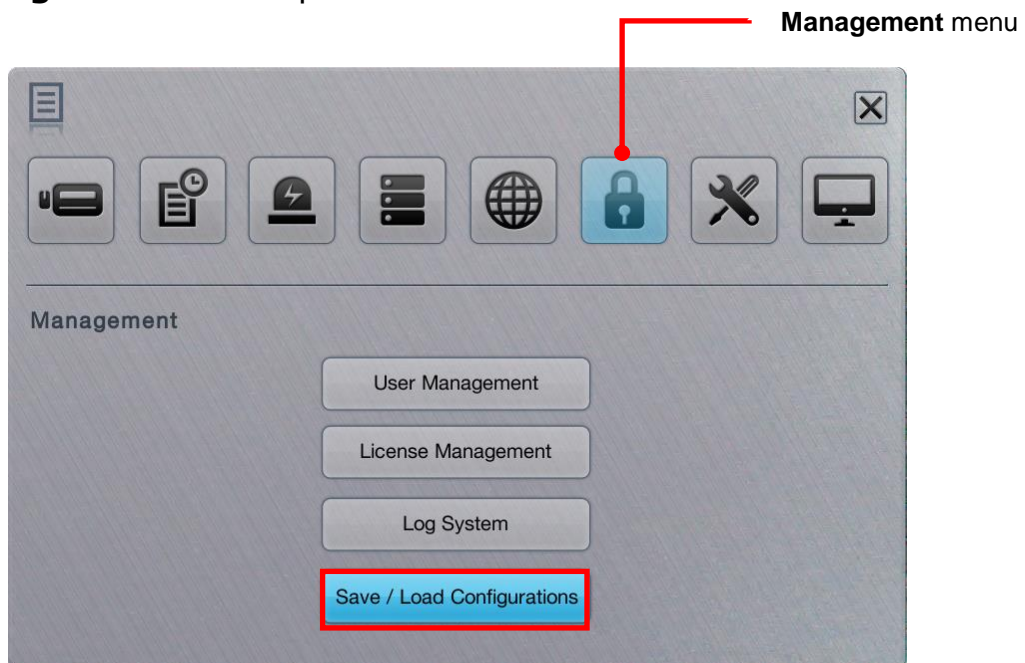 Management menu
Management
User Management
License Management
Log System
Save / Load Configurations